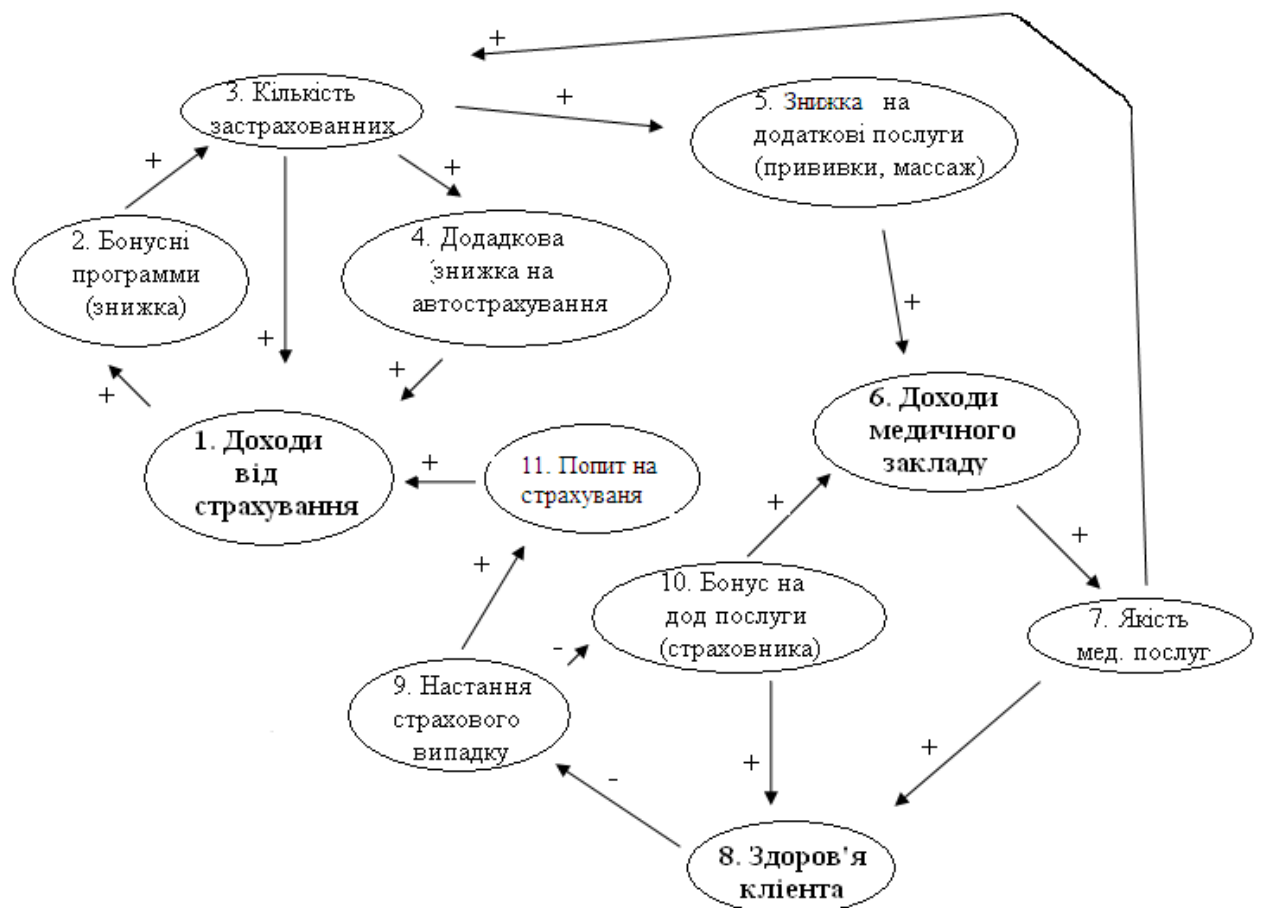 +
3. Кількість
застрахованних
+
5. Знижка на
додаткові послуги
(прививки, массаж)
+
+
2. Бонусні
программи
(знижка)
4. Додадкова
знижка на
автострахування
+
+
+
+
1. Доходи
від
страхування
6. Доходи
медичного
закладу
+
11. Попит на
страхуваня
+
+
+
10. Бонус на
дод послуги
(страховника)
7. Якість
мед. послуг
-
9. Настання
страхового
випадку
+
+
-
8. Здоров'я
клієнта